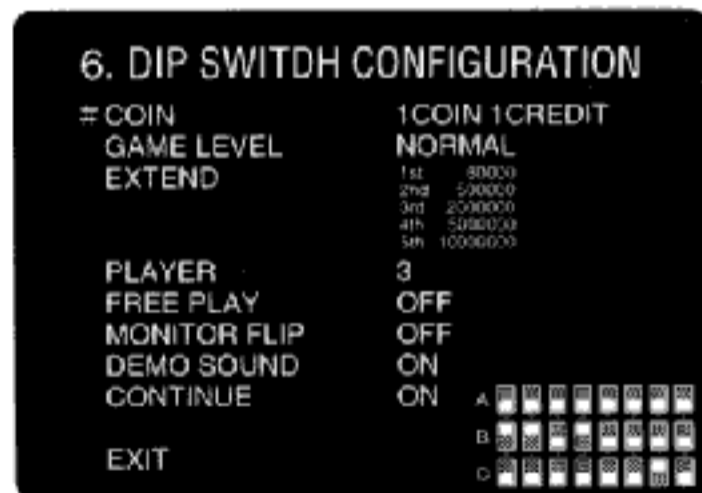 6. DIP SWITDH CONFIGURATION
# COIN 1COIN 1CREDIT
GAME LEVEL NORMAL
EXTEND 1st 80000
2nd 500000
3rd 2000000
4th 5000000
5th 10000000
PLAYER 3
FREE PLAY OFF
MONITOR FLIP OFF
DEMO SOUND ON
CONTINUE ON
A
B
C
EXIT